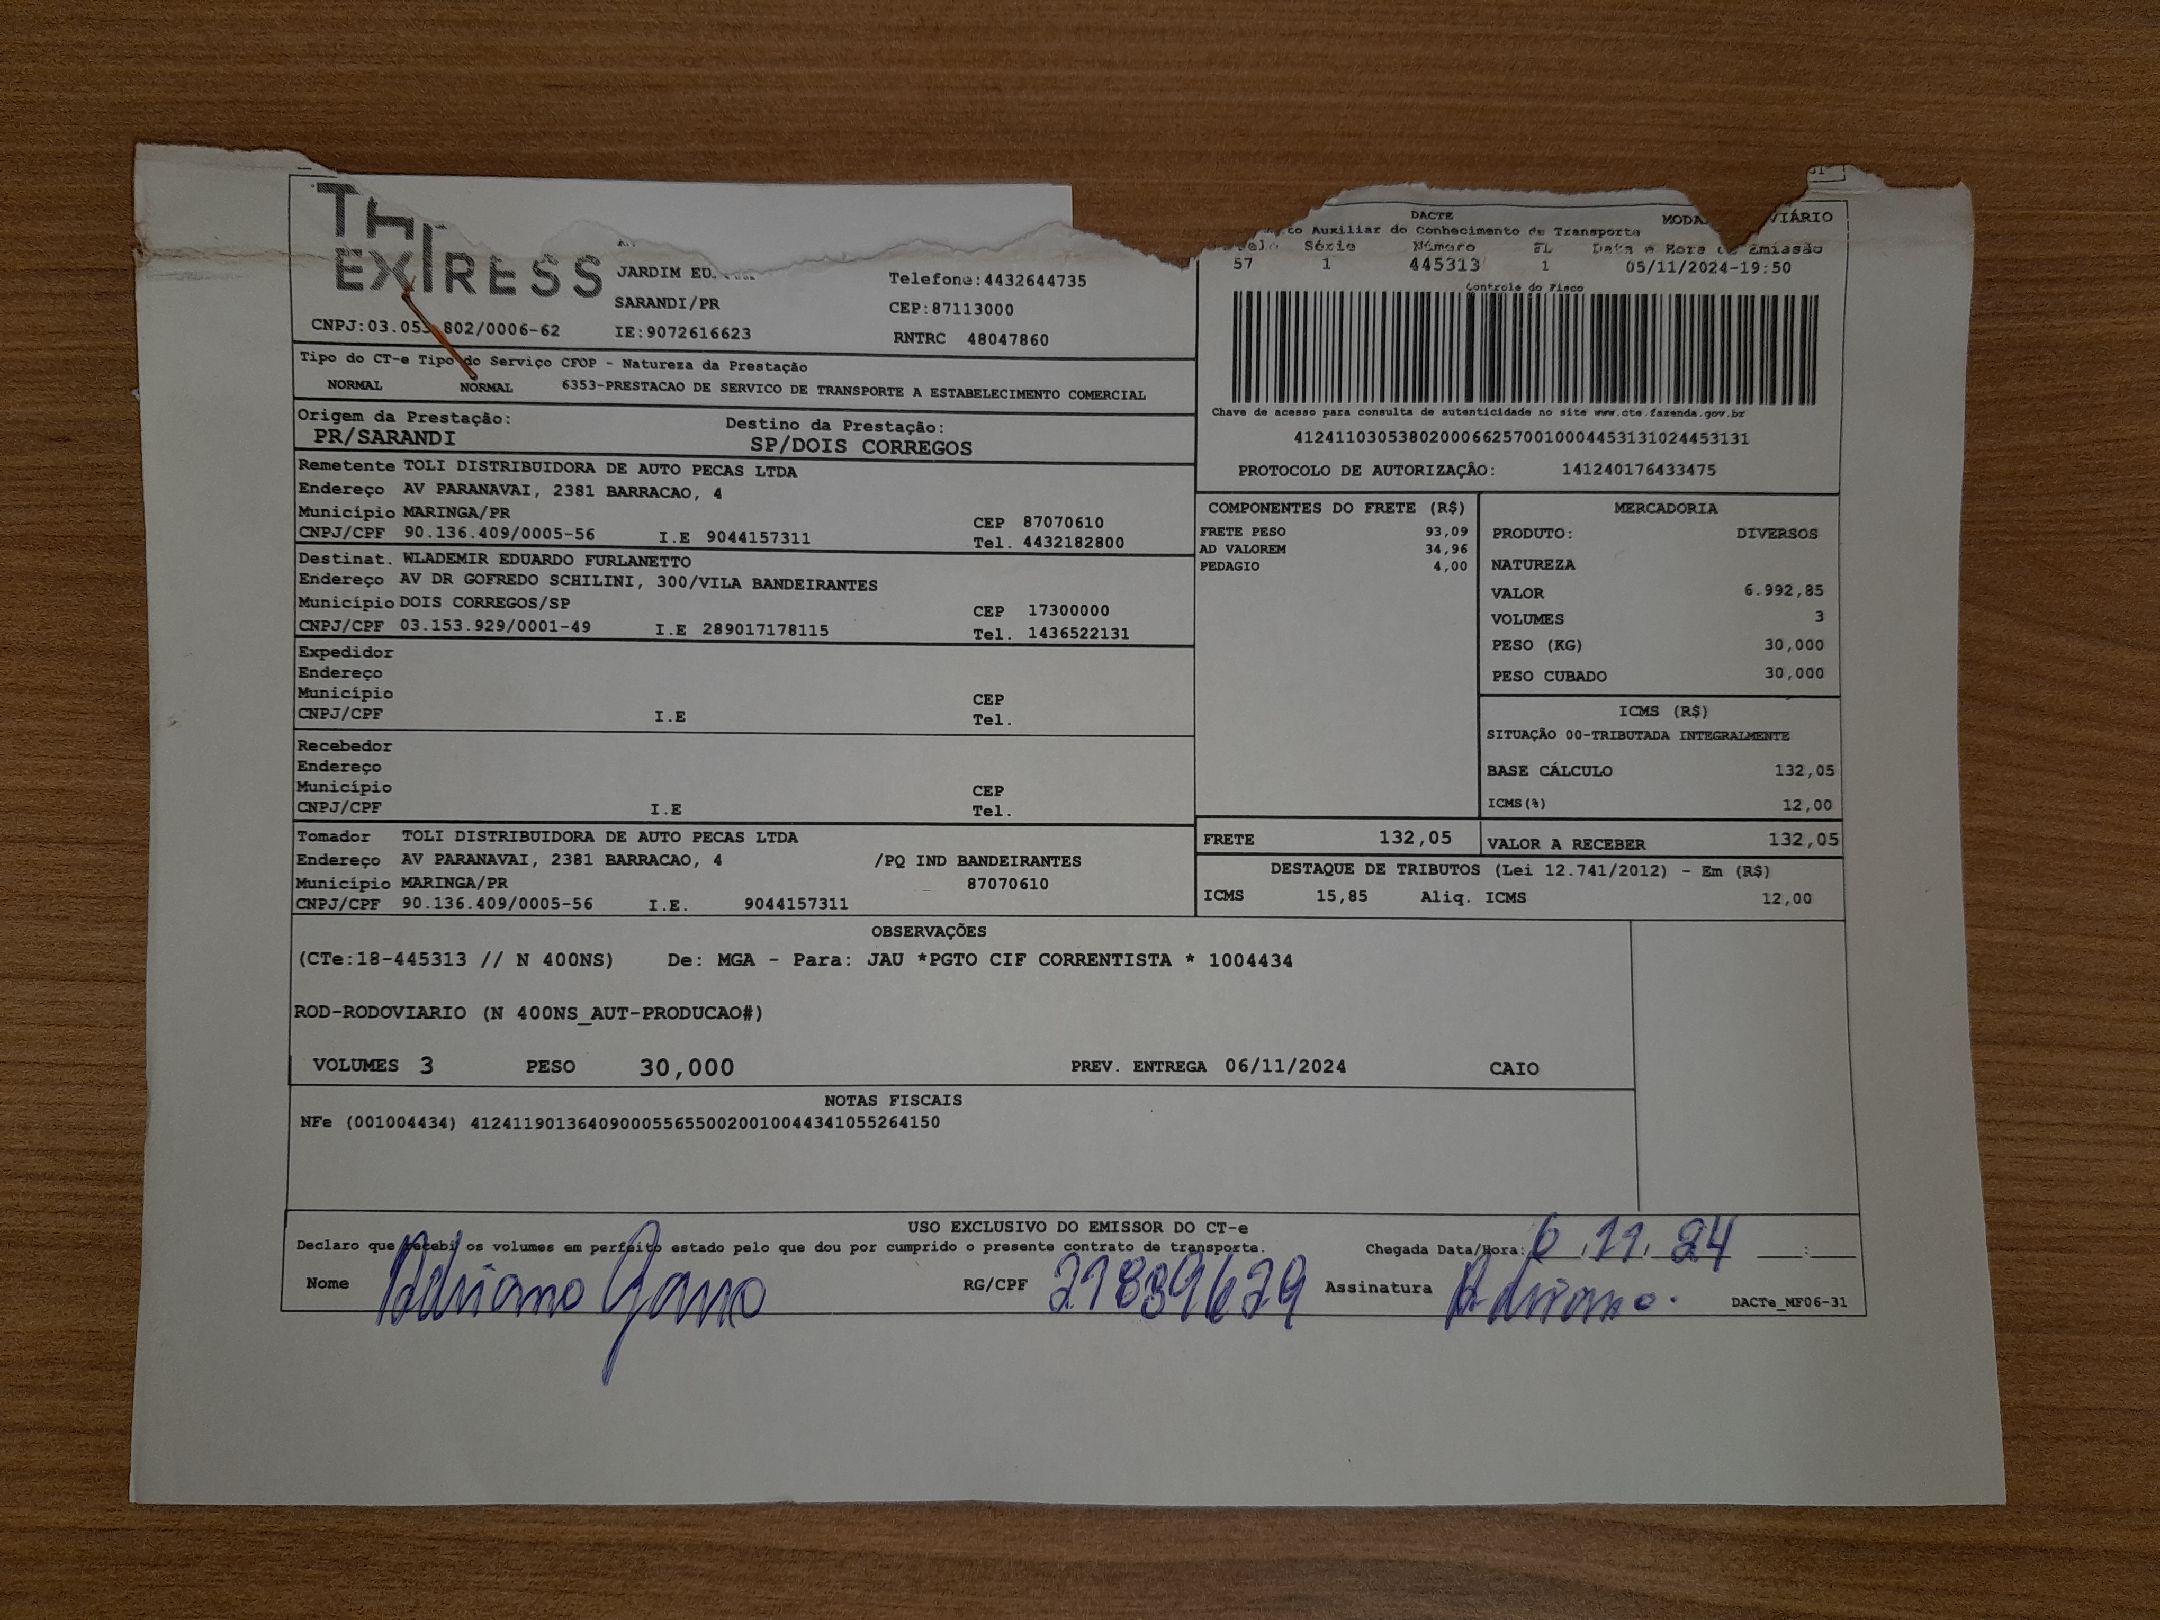 EXPRESS
JARDIM
Telefone:4432644735
SARANDI/PR
CEP:87113000
CNPJ:03.053.802/0006-62 IE:9072616623 RNTRC 48047860
DACTE
Auxiliar do Conhecimento de Transporte
Série Número FL Data e Hora de Emissão
57 1 445313 1 05/11/2024-19:50
Controle do Fisco
Chave de acesso para consulta de autenticidade no site www.cte.fazenda.gov.br
41241103053802000662570010004453131024453131
PROTOCOLO DE AUTORIZAÇÃO: 141240176433475
Tipo do CT-e Tipo do Serviço CFOP - Natureza da Prestação
NORMAL NORMAL 6353-PRESTACAO DE SERVICO DE TRANSPORTE A ESTABELECIMENTO COMERCIAL
Origem da Prestação: Destino da Prestação:
PR/SARANDI SP/DOIS CORREGOS
Remetente TOLI DISTRIBUIDORA DE AUTO PECAS LTDA
Endereço AV PARANAVAI, 2381 BARRACAO, 4
Município MARINGA/PR CEP 87070610
CNPJ/CPF 90.136.409/0005-56 I.E 9044157311 Tel. 4432182800
Destinat. WLADEMIR EDUARDO FURLANETTO
Endereço AV DR GOFREDO SCHILINI, 300/VILA BANDEIRANTES
Município DOIS CORREGOS/SP CEP 17300000
CNPJ/CPF 03.153.929/0001-49 I.E 289017178115 Tel. 1436522131
Expedidor
Endereço
Município CEP
CNPJ/CPF I.E Tel.
Recebedor
Endereço
Município CEP
CNPJ/CPF I.E Tel.
Tomador TOLI DISTRIBUIDORA DE AUTO PECAS LTDA
Endereço AV PARANAVAI, 2381 BARRACAO, 4 /PQ IND BANDEIRANTES
Município MARINGA/PR 87070610
CNPJ/CPF 90.136.409/0005-56 I.E. 9044157311
COMPONENTES DO FRETE (R$)
FRETE PESO 93,09
AD VALOREM 34,96
PEDAGIO 4,00
MERCADORIA
PRODUTO: DIVERSOS
NATUREZA
VALOR 6.992,85
VOLUMES 3
PESO (KG) 30,000
PESO CUBADO 30,000
ICMS (R$)
SITUAÇÃO 00-TRIBUTADA INTEGRALMENTE
BASE CÁLCULO 132,05
ICMS(%) 12,00
FRETE 132,05 VALOR A RECEBER 132,05
DESTAQUE DE TRIBUTOS (Lei 12.741/2012) - Em (R$)
ICMS 15,85 Aliq. ICMS 12,00
OBSERVAÇÕES
(CTe:18-445313 // N 400NS) De: MGA - Para: JAU *PGTO CIF CORRENTISTA * 1004434
ROD-RODOVIARIO (N 400NS_AUT-PRODUCAO#)
VOLUMES 3 PESO 30,000 PREV. ENTREGA 06/11/2024 CAIO
NOTAS FISCAIS
NFe (001004434) 41241190136409000556550020010044341055264150
USO EXCLUSIVO DO EMISSOR DO CT-e
Declaro que recebi os volumes em perfeito estado pelo que dou por cumprido o presente contrato de transporte. Chegada Data/Hora: 6.11.24 __:__
Nome Adriano RG/CPF 21889629 Assinatura Adriano.
DACTe_MF06-31